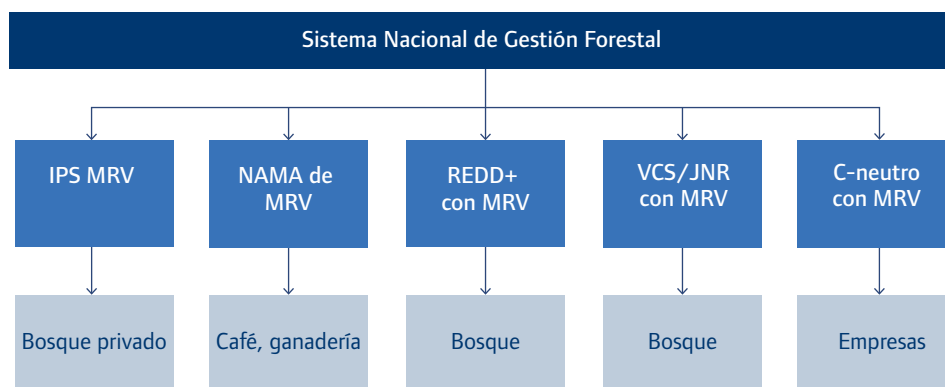 Sistema Nacional de Gestión Forestal
IPS MRV
NAMA de
MRV
REDD+
con MRV
VCS/JNR
con MRV
C-neutro
con MRV
Bosque privado
Café, ganadería
Bosque
Bosque
Empresas